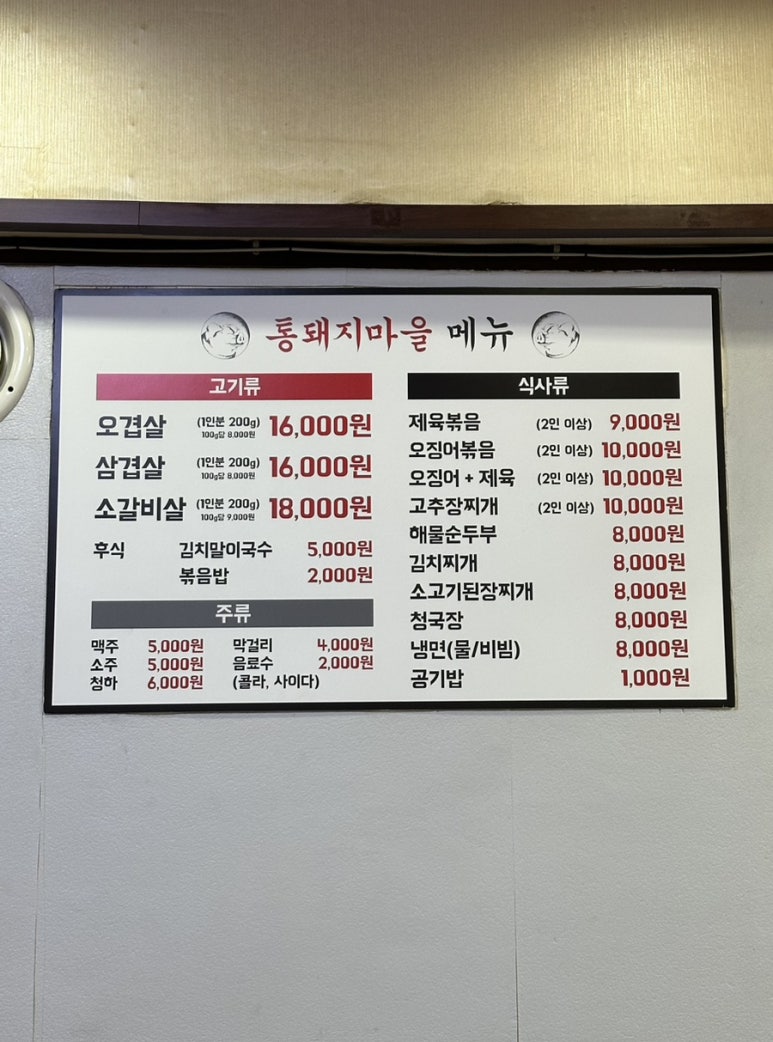 통돼지마을 메뉴
고기류
오겹살 (1인분 200g) 16,000원
100g당 8,000원
삼겹살 (1인분 200g) 16,000원
100g당 8,000원
소갈비살 (1인분 200g) 18,000원
100g당 9,000원
후식 김치말이국수 5,000원
볶음밥 2,000원
주류
맥주 5,000원 막걸리 4,000원
소주 5,000원 음료수 2,000원
청하 6,000원 (콜라, 사이다)
식사류
제육볶음 (2인 이상) 9,000원
오징어볶음 (2인 이상) 10,000원
오징어 + 제육 (2인 이상) 10,000원
고추장찌개 (2인 이상) 10,000원
해물순두부 8,000원
김치찌개 8,000원
소고기된장찌개 8,000원
청국장 8,000원
냉면(물/비빔) 8,000원
공기밥 1,000원